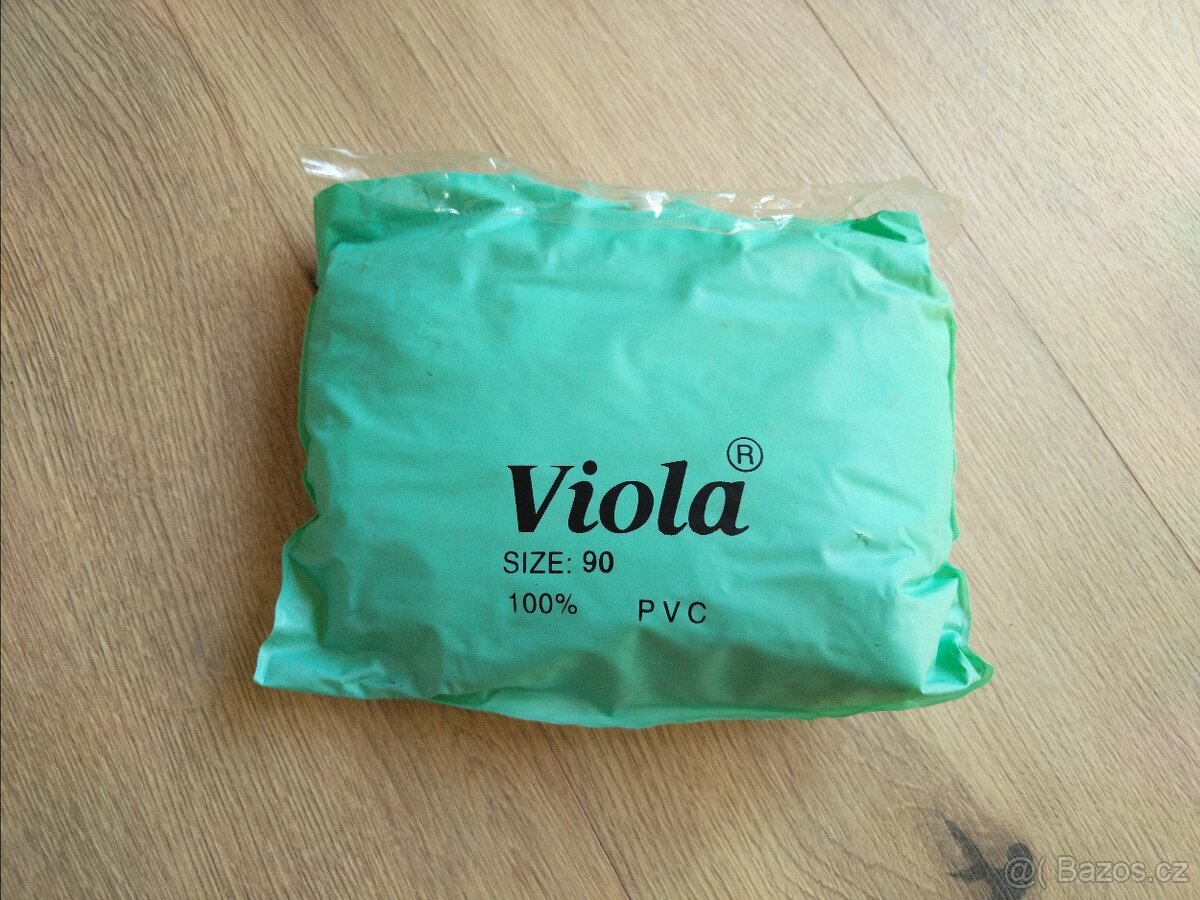 Viola®
SIZE: 90
100% PVC
@( Bazos.cz